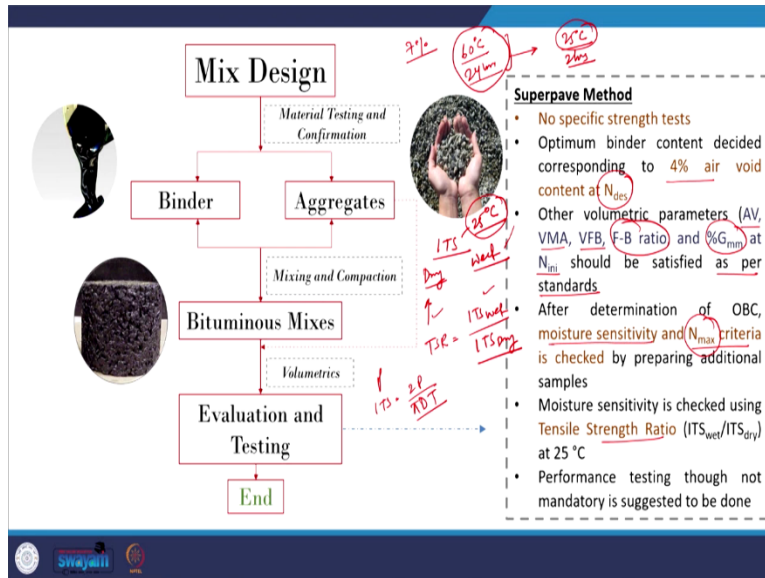 7%
60°C
24 hrs
25°C
2 hrs
Mix Design
Material Testing and
Confirmation
Binder
Aggregates
Mixing and Compaction
Bituminous Mixes
Volumetrics
Evaluation and
Testing
End
ITS
25°C
Dry
TSR = ITS wet
ITS Dry
ITS = 2P
πDT
Superpave Method
• No specific strength tests
• Optimum binder content decided
corresponding to 4% air void
content at Ndes
• Other volumetric parameters (AV,
VMA, VFB, F-B ratio) and %Gmm at
Nini should be satisfied as per
standards
• After determination of OBC,
moisture sensitivity and Nmax criteria
is checked by preparing additional
samples
• Moisture sensitivity is checked using
Tensile Strength Ratio (ITSwet/ITSdry)
at 25 °C
• Performance testing though not
mandatory is suggested to be done
swayam